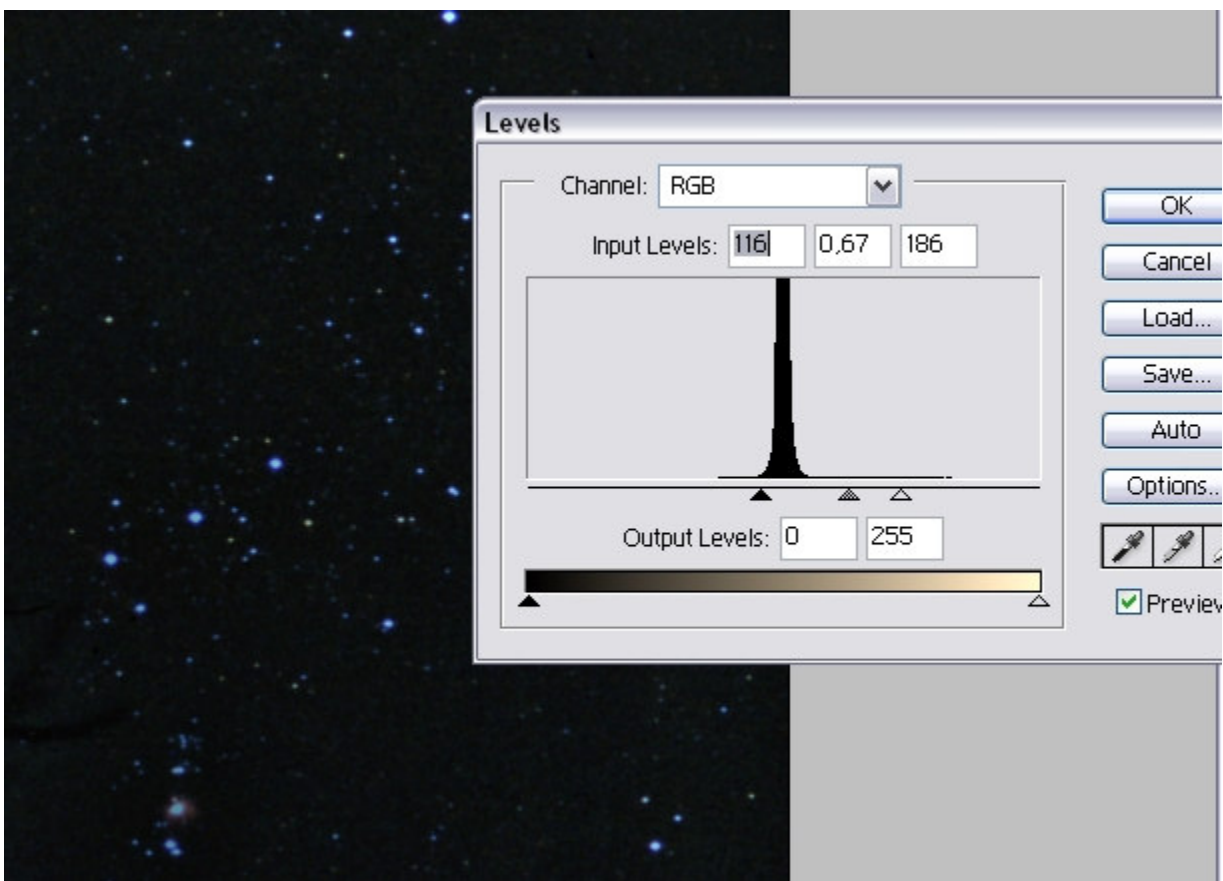 Levels
Channel: RGB
Input Levels: 116 0,67 186
Output Levels: 0 255
OK
Cancel
Load...
Save...
Auto
Options..
Preview